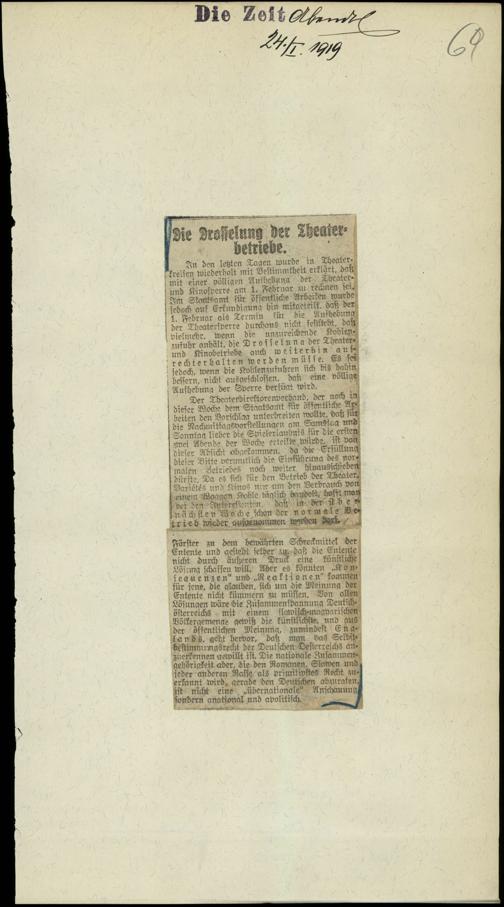 Die Zeit Abendbl
24./I. 1919
69
Die Drosselung der Theater-
betriebe.
In den letzten Tagen wurde in Theater-
kreisen wiederholt mit Bestimmtheit erklärt, daß
mit einer völligen Aufhebung der Theater-
und Kinosperre am 1. Februar zu rechnen sei.
Im Staatsamt für öffentliche Arbeiten wurde
jedoch auf Erkundigung hin mitgeteilt, daß der
1. Februar als Termin für die Aufhebung
der Theatersperre durchaus nicht feststeht, daß
vielmehr, wenn die unzureichende Kohlen-
zufuhr anhält, die Drosselung der Theater-
und Kinobetriebe auch weiterhin auf-
rechterhalten werden müsse. Es sei
jedoch, wenn die Kohlenzufuhren sich bis dahin
bessern, nicht ausgeschlossen, daß eine völlige
Aufhebung der Sperre verfügt wird.
Der Theaterdirektorenverband, der noch in
dieser Woche dem Staatsamt für öffentliche Ar-
beiten den Vorschlag unterbreiten wollte, daß für
die Nachmittagsvorstellungen am Samstag und
Sonntag lieber die Spielerlaubnis für die ersten
zwei Abende der Woche erteilt würde, ist von
dieser Absicht abgekommen, da die Erfüllung
dieser Bitte vermutlich die Einführung des nor-
malen Betriebes noch weiter hinausschieben
dürfte. Da es sich für den Betrieb der Theater,
Varietés und Kinos nur um den Verbrauch von
einem Waggon Kohle täglich handelt, hofft man
bei den Interessenten, daß in der über-
nächsten Woche schon der normale Be-
trieb wieder aufgenommen werden darf.
Förster zu dem bewährten Schreckmittel der
Entente und gesteht selber zu, daß die Entente
nicht durch äußeren Druck eine künstliche
Lösung schaffen will. Aber es könnten „Kon-
sequenzen" und „Reaktionen" kommen
für jene, die glauben, sich um die Meinung der
Entente nicht kümmern zu müssen. Von allen
Lösungen wäre die Zusammenspannung Deutsch-
österreichs mit einem slawisch-magyarischen
Völkergemenge gewiß die künstlichste, und aus
der öffentlichen Meinung, zumindest Eng-
lands, geht hervor, daß man das Selbst-
bestimmungsrecht der Deutschen Oesterreichs an-
zuerkennen gewillt ist. Die nationale Zusammen-
gehörigkeit aber, die den Romanen, Slawen und
jeder anderen Rasse als primitivstes Recht zu-
erkannt wird, gerade den Deutschen abzuraten,
ist nicht eine „übernationale" Anschauung
sondern anational und apolitisch.